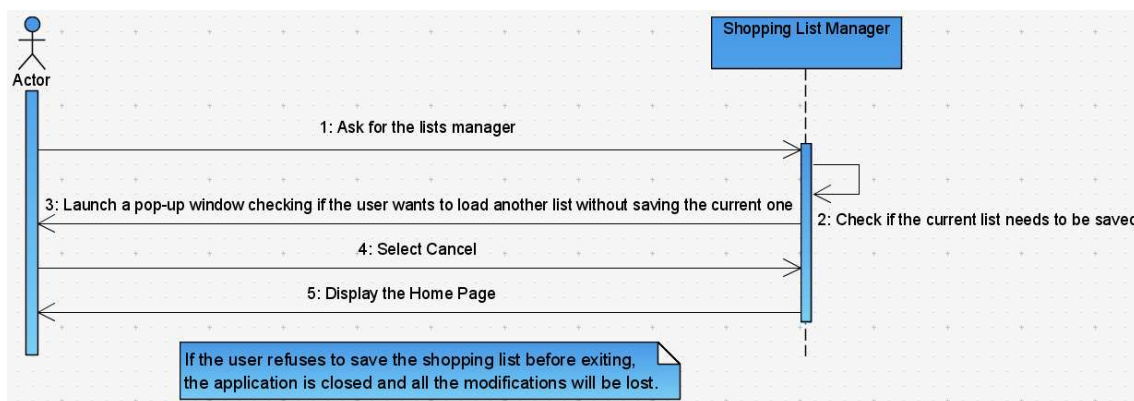 Shopping List Manager
Actor
1: Ask for the lists manager
3: Launch a pop-up window checking if the user wants to load another list without saving the current one
2: Check if the current list needs to be saved
4: Select Cancel
5: Display the Home Page
If the user refuses to save the shopping list before exiting,
the application is closed and all the modifications will be lost.